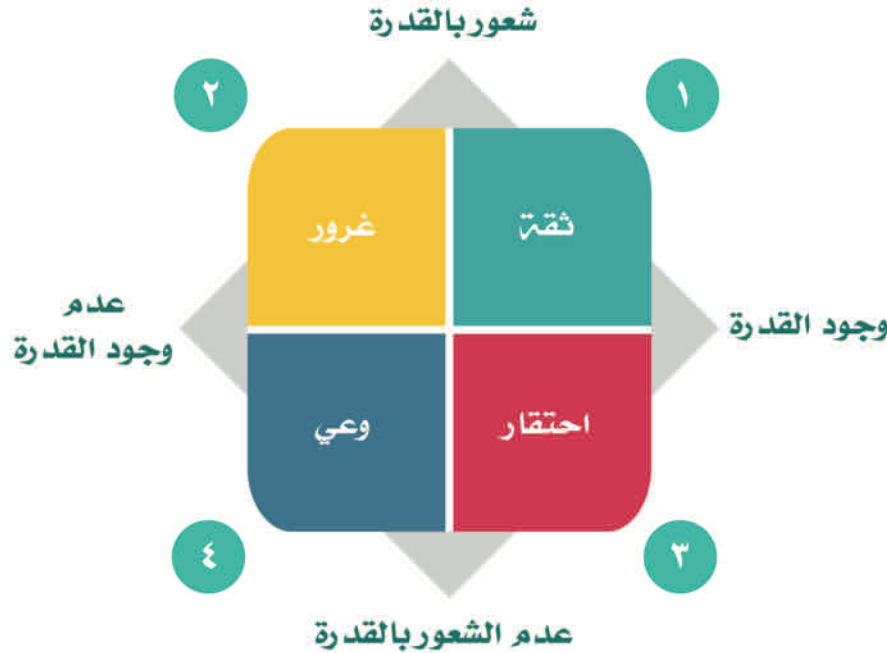 شعور بالقدرة
١
٢
ثقة
غرور
وجود القدرة
عدم
وجود القدرة
احتقار
وعي
٣
٤
عدم الشعور بالقدرة